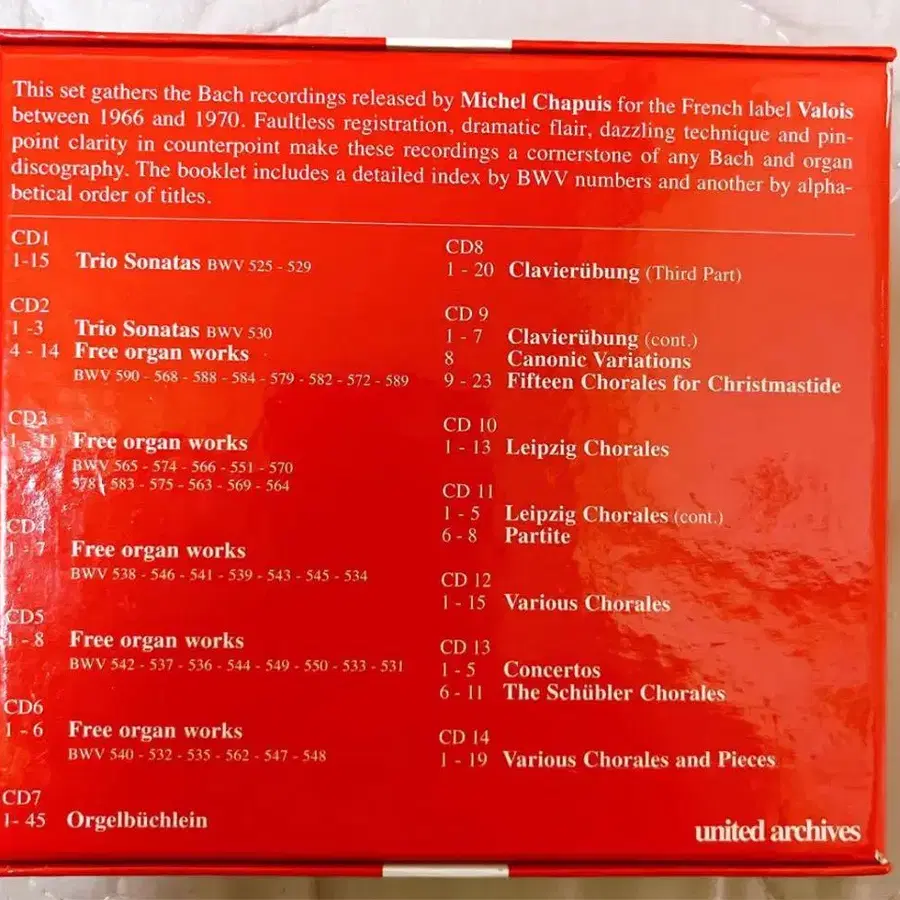 This set gathers the Bach recordings released by Michel Chapuis for the French label Valois
between 1966 and 1970. Faultless registration, dramatic flair, dazzling technique and pin-
point clarity in counterpoint make these recordings a cornerstone of any Bach and organ
discography. The booklet includes a detailed index by BWV numbers and another by alpha-
betical order of titles.
CD1
1-15 Trio Sonatas BWV 525 - 529
CD2
1 -3 Trio Sonatas BWV 530
4 - 14 Free organ works
BWV 590 - 568 - 588 - 584 - 579 - 582 - 572 - 589
CD3
1 - 11 Free organ works
BWV 565 - 574 - 566 - 551 - 570
578 - 583 - 575 - 563 - 569 - 564
CD4
1 - 7 Free organ works
BWV 538 - 546 - 541 - 539 - 543 - 545 - 534
CD5
1 - 8 Free organ works
BWV 542 - 537 - 536 - 544 - 549 - 550 - 533 - 531
CD6
1 - 6 Free organ works
BWV 540 - 532 - 535 - 562 - 547 - 548
CD7
1- 45 Orgelbüchlein
CD8
1 - 20 Clavierübung (Third Part)
CD 9
1 - 7 Clavierübung (cont.)
8 Canonic Variations
9 - 23 Fifteen Chorales for Christmastide
CD 10
1 - 13 Leipzig Chorales
CD 11
1 - 5 Leipzig Chorales (cont.)
6 - 8 Partite
CD 12
1 - 15 Various Chorales
CD 13
1 - 5 Concertos
6 - 11 The Schübler Chorales
CD 14
1 - 19 Various Chorales and Pieces
united archives